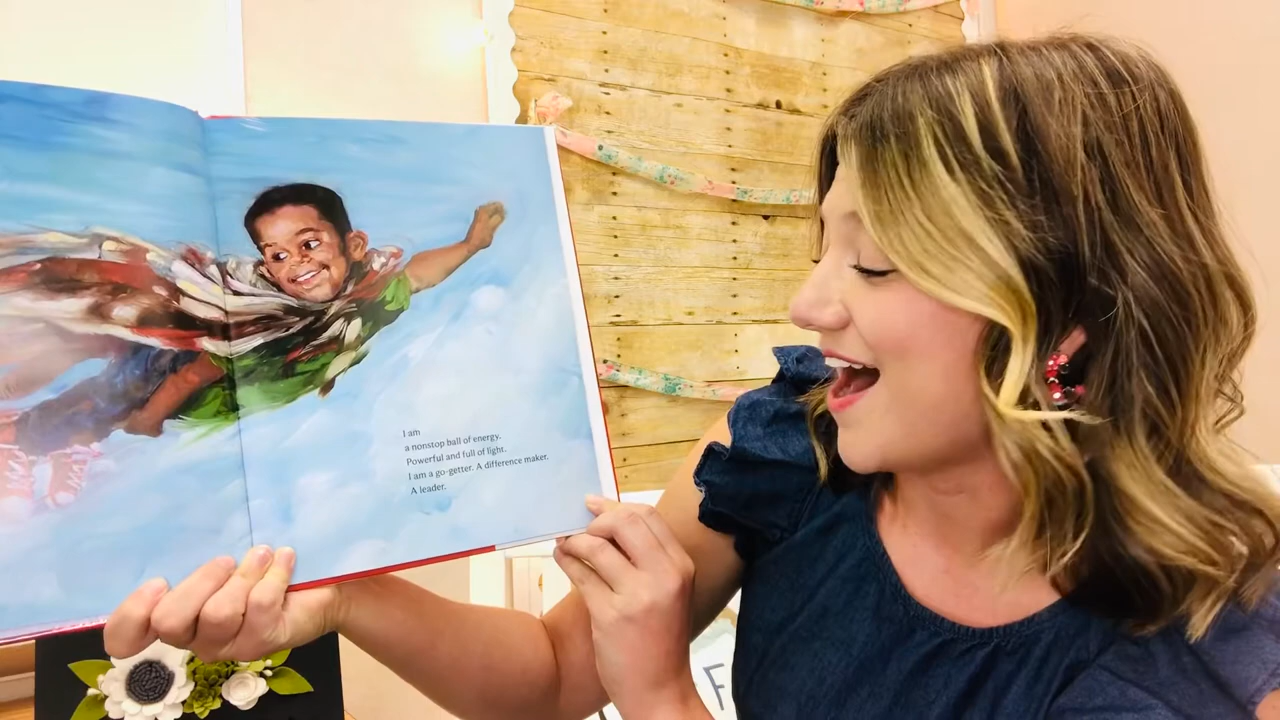 I am
a nonstop ball of energy.
Powerful and full of light.
I am a go-getter. A difference maker.
A leader.
F